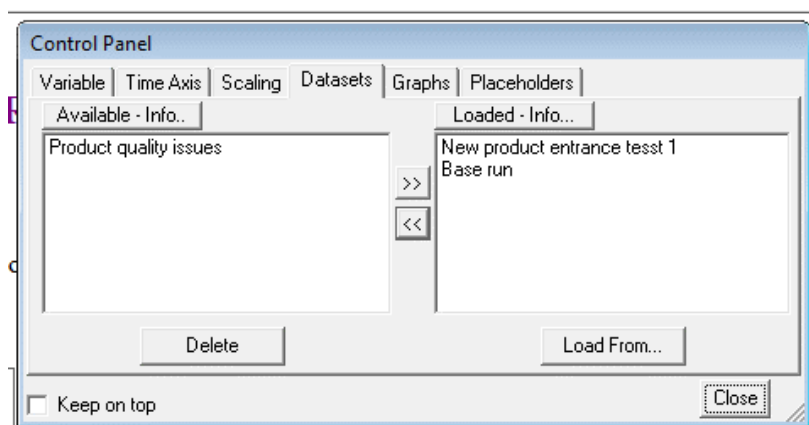 Control Panel
Variable Time Axis Scaling Datasets Graphs Placeholders
Available - Info.. Loaded - Info...
Product quality issues
New product entrance tesst 1
Base run
>>
<<
Delete Load From...
Keep on top Close